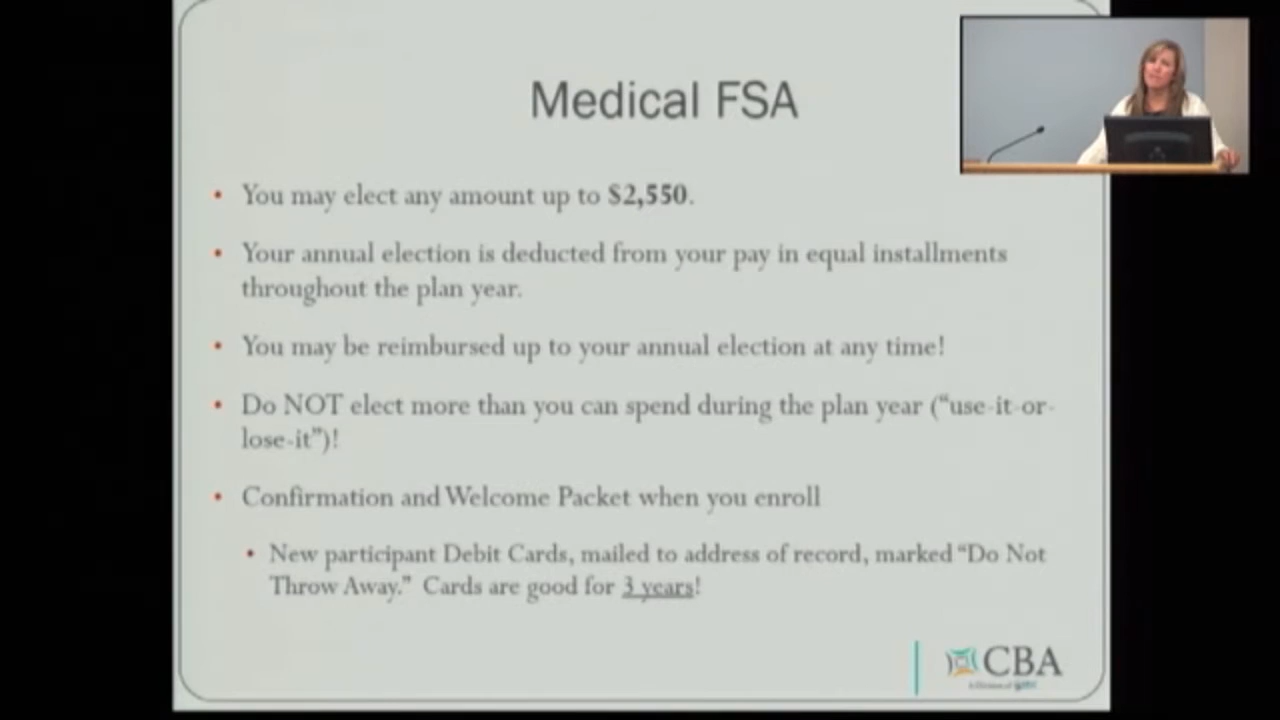 Medical FSA
• You may elect any amount up to $2,550.
• Your annual election is deducted from your pay in equal installments
throughout the plan year.
• You may be reimbursed up to your annual election at any time!
• Do NOT elect more than you can spend during the plan year (“use-it-or-
lose-it”)!
• Confirmation and Welcome Packet when you enroll
• New participant Debit Cards, mailed to address of record, marked “Do Not
Throw Away.” Cards are good for 3 years!
CBA
A Division of